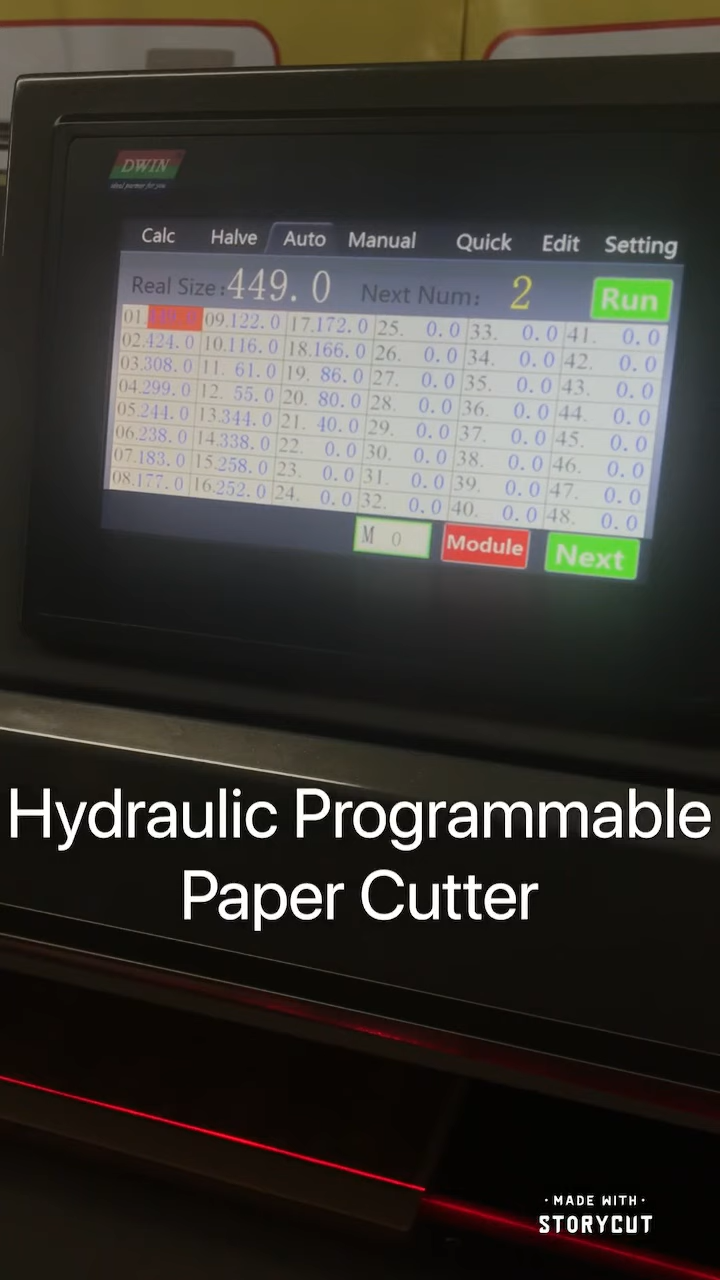 DWIN
ideal partner for you
Calc Halve Auto Manual Quick Edit Setting
Real Size: 449.0 Next Num: 2 Run
01. 09. 122.0 17. 172.0 25. 0.0 33. 0.0 41. 0.0
02. 424.0 10. 116.0 18. 166.0 26. 0.0 34. 0.0 42. 0.0
03. 308.0 11. 61.0 19. 86.0 27. 0.0 35. 0.0 43. 0.0
04. 299.0 12. 55.0 20. 80.0 28. 0.0 36. 0.0 44. 0.0
05. 244.0 13. 344.0 21. 40.0 29. 0.0 37. 0.0 45. 0.0
06. 238.0 14. 338.0 22. 0.0 30. 0.0 38. 0.0 46. 0.0
07. 183.0 15. 258.0 23. 0.0 31. 0.0 39. 0.0 47. 0.0
08. 177.0 16. 252.0 24. 0.0 32. 0.0 40. 0.0 48. 0.0
M 0 Module Next
Hydraulic Programmable
Paper Cutter
· MADE WITH ·
STORYCUT